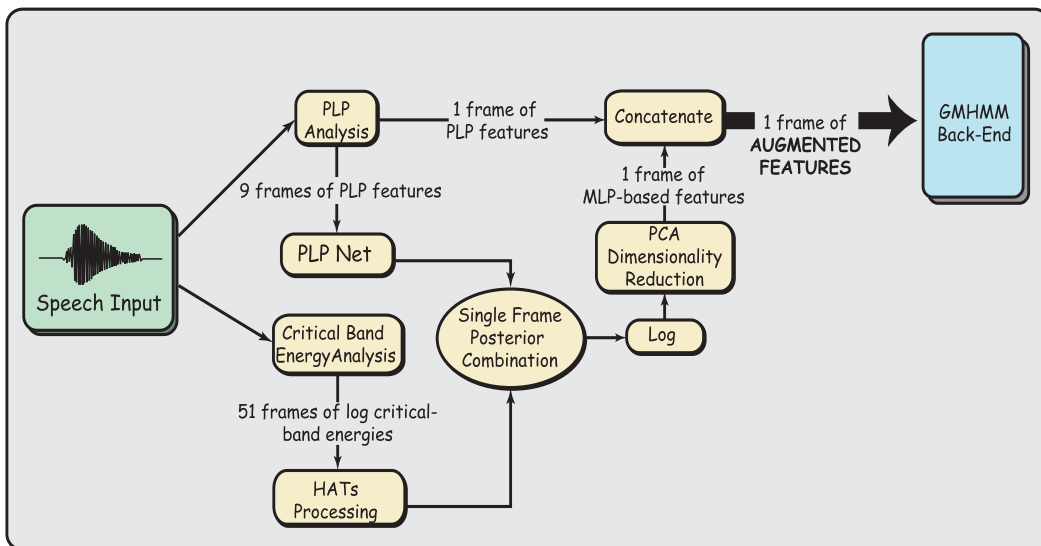 PLP
Analysis
1 frame of
PLP features
Concatenate
1 frame of
AUGMENTED
FEATURES
GMHMM
Back-End
9 frames of PLP features
1 frame of
MLP-based features
PLP Net
PCA
Dimensionality
Reduction
Speech Input
Single Frame
Posterior
Combination
Log
Critical Band
EnergyAnalysis
51 frames of log critical-
band energies
HATs
Processing